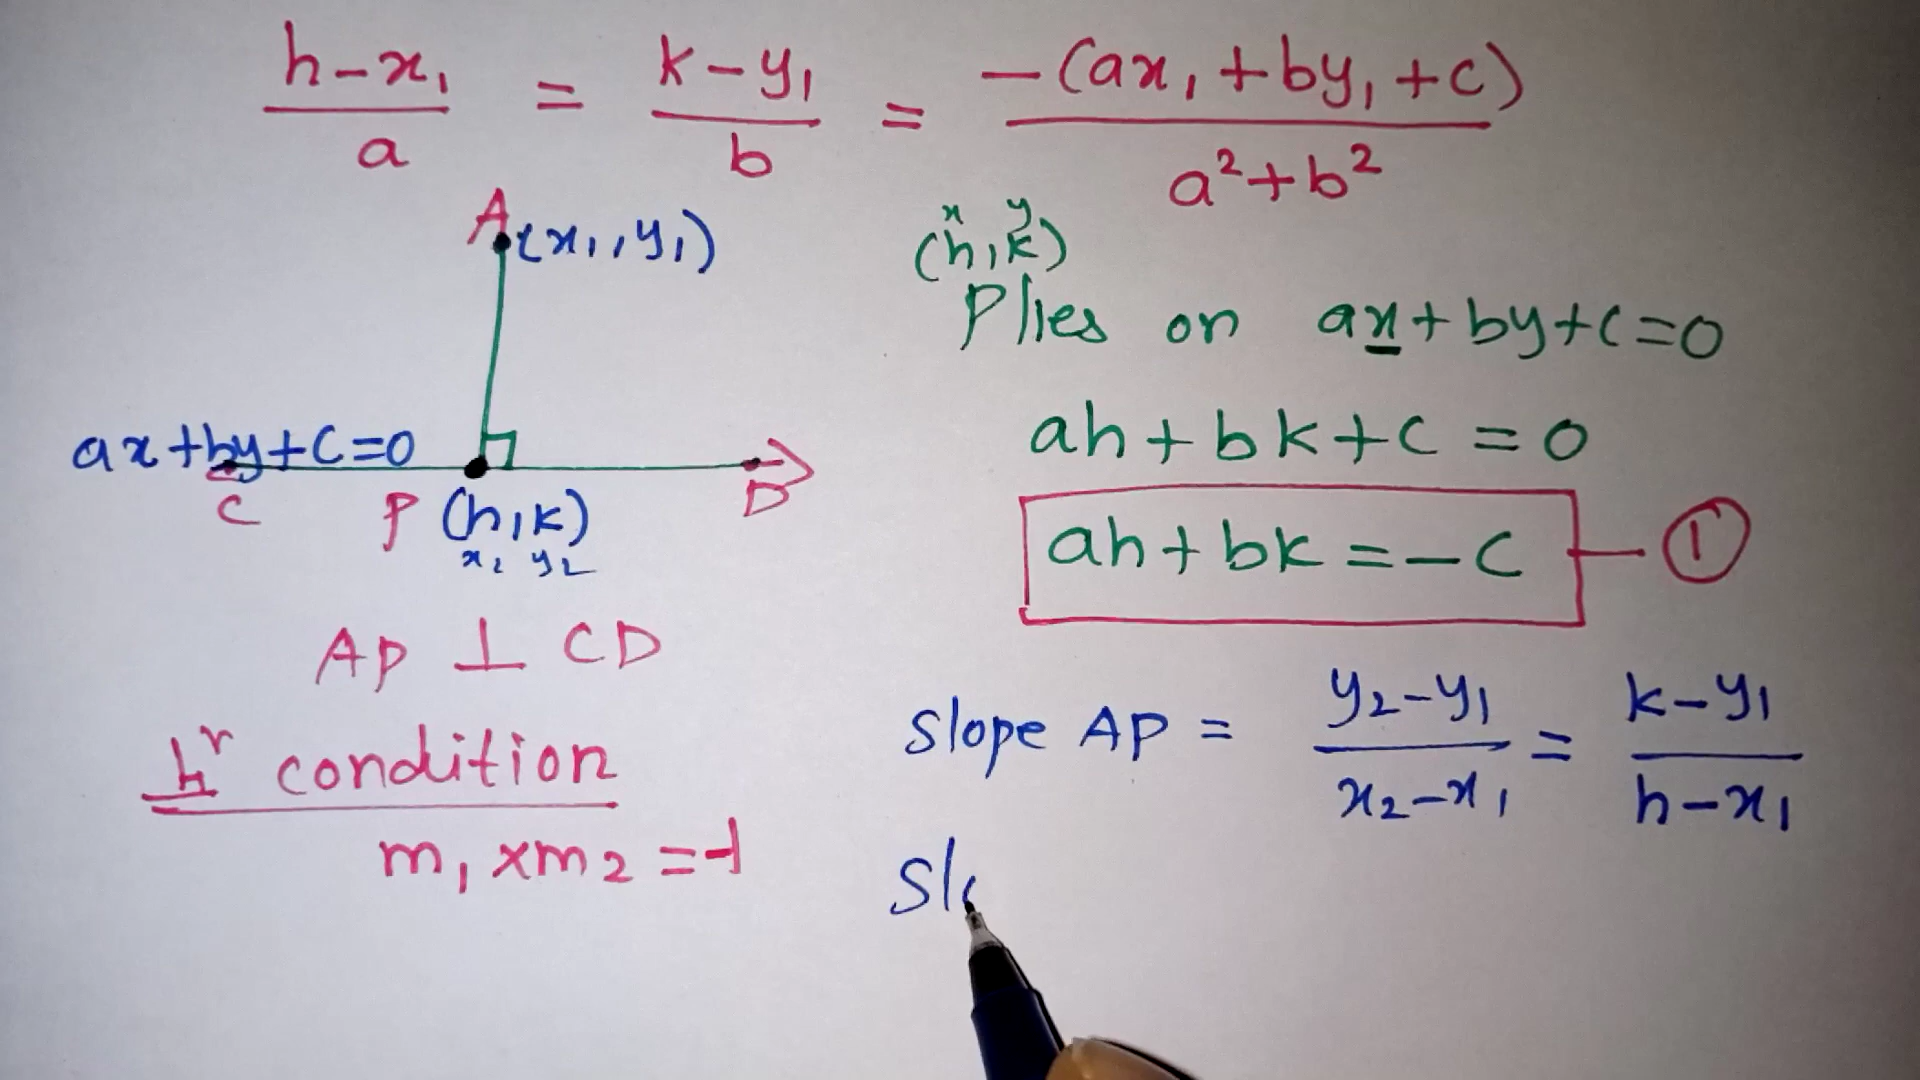 h-x₁/a = k-y₁/b = -(ax₁+by₁+c)/a²+b²
A (x₁,y₁)
ax+by+c=0
C P (h,k) D
x₂ y₂
AP ⊥ CD
⊥r condition
m₁ x m₂ = -1
x y
(h,k)
P lies on ax+by+c=0
ah+bk+c=0
ah+bk=-c — ①
Slope AP = y₂-y₁/x₂-x₁ = k-y₁/h-x₁
Slo